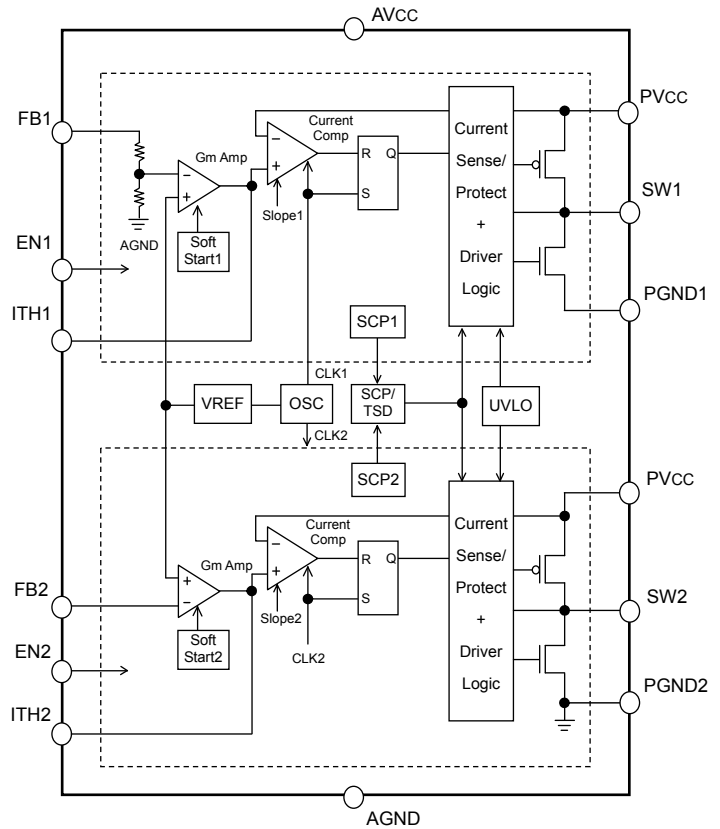 AVCC
FB1
EN1
ITH1
Gm Amp
Current
Comp
Slope1
AGND
Soft
Start1
R
Q
S
Current
Sense/
Protect
+
Driver
Logic
PVCC
SW1
PGND1
−
+
−
+
SCP1
VREF
OSC
CLK1
CLK2
SCP/
TSD
UVLO
SCP2
FB2
EN2
ITH2
Gm Amp
Current
Comp
Slope2
Soft
Start2
CLK2
R
Q
S
Current
Sense/
Protect
+
Driver
Logic
PVCC
SW2
PGND2
−
+
+
−
AGND